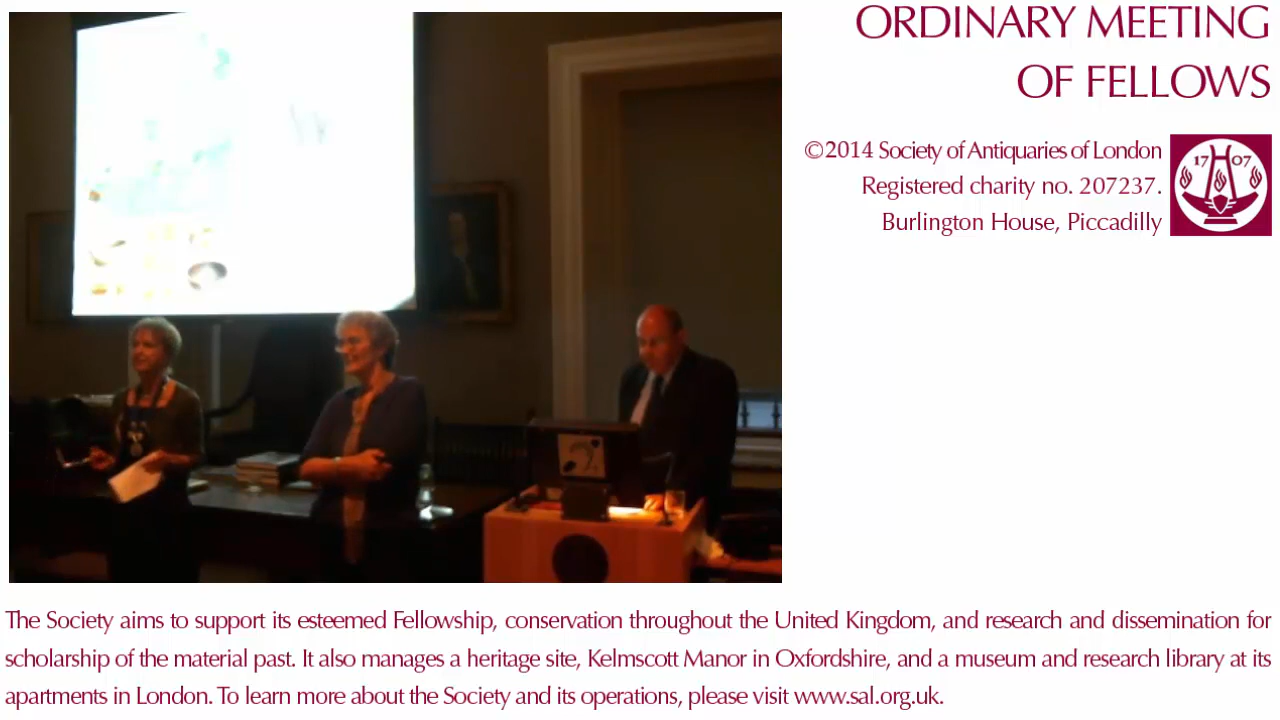 ORDINARY MEETING
OF FELLOWS
©2014 Society of Antiquaries of London
Registered charity no. 207237.
Burlington House, Piccadilly
17 07
The Society aims to support its esteemed Fellowship, conservation throughout the United Kingdom, and research and dissemination for
scholarship of the material past. It also manages a heritage site, Kelmscott Manor in Oxfordshire, and a museum and research library at its
apartments in London. To learn more about the Society and its operations, please visit www.sal.org.uk.